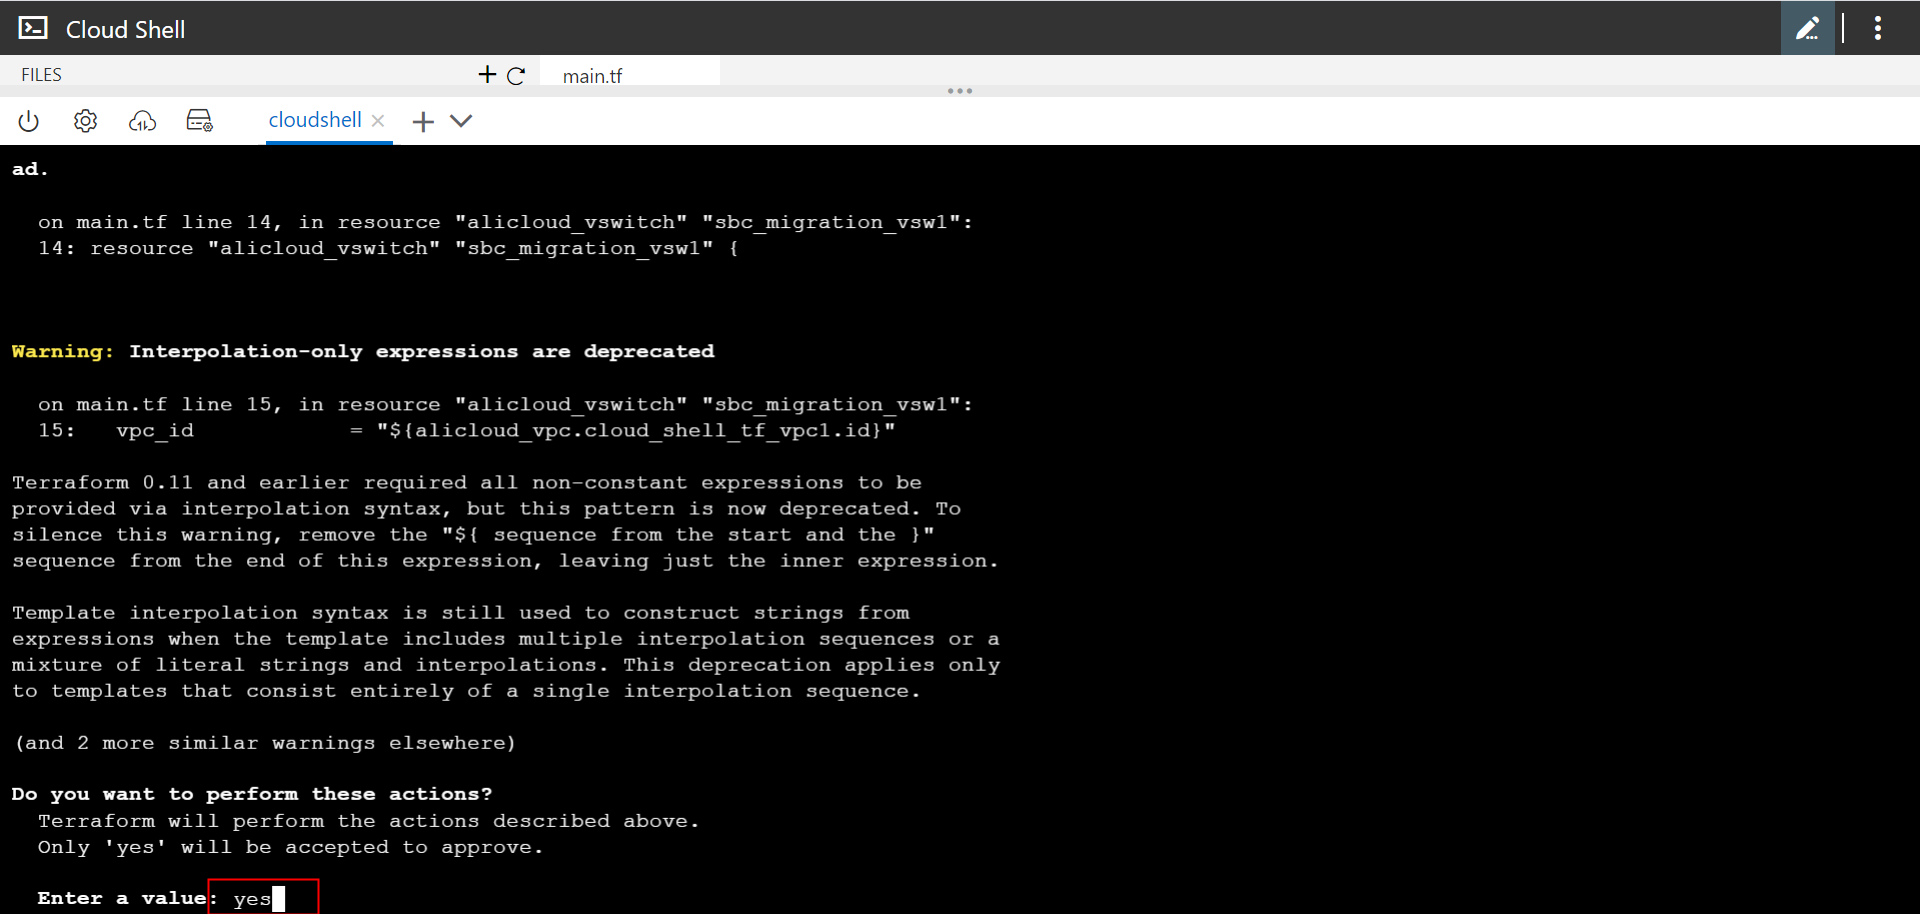 Cloud Shell
FILES
main.tf
cloudshell
ad.
on main.tf line 14, in resource "alicloud_vswitch" "sbc_migration_vsw1":
14: resource "alicloud_vswitch" "sbc_migration_vsw1" {
Warning: Interpolation-only expressions are deprecated
on main.tf line 15, in resource "alicloud_vswitch" "sbc_migration_vsw1":
15:   vpc_id            = "${alicloud_vpc.cloud_shell_tf_vpc1.id}"
Terraform 0.11 and earlier required all non-constant expressions to be
provided via interpolation syntax, but this pattern is now deprecated. To
silence this warning, remove the "${ sequence from the start and the }"
sequence from the end of this expression, leaving just the inner expression.
Template interpolation syntax is still used to construct strings from
expressions when the template includes multiple interpolation sequences or a
mixture of literal strings and interpolations. This deprecation applies only
to templates that consist entirely of a single interpolation sequence.
(and 2 more similar warnings elsewhere)
Do you want to perform these actions?
Terraform will perform the actions described above.
Only 'yes' will be accepted to approve.
Enter a value: yes